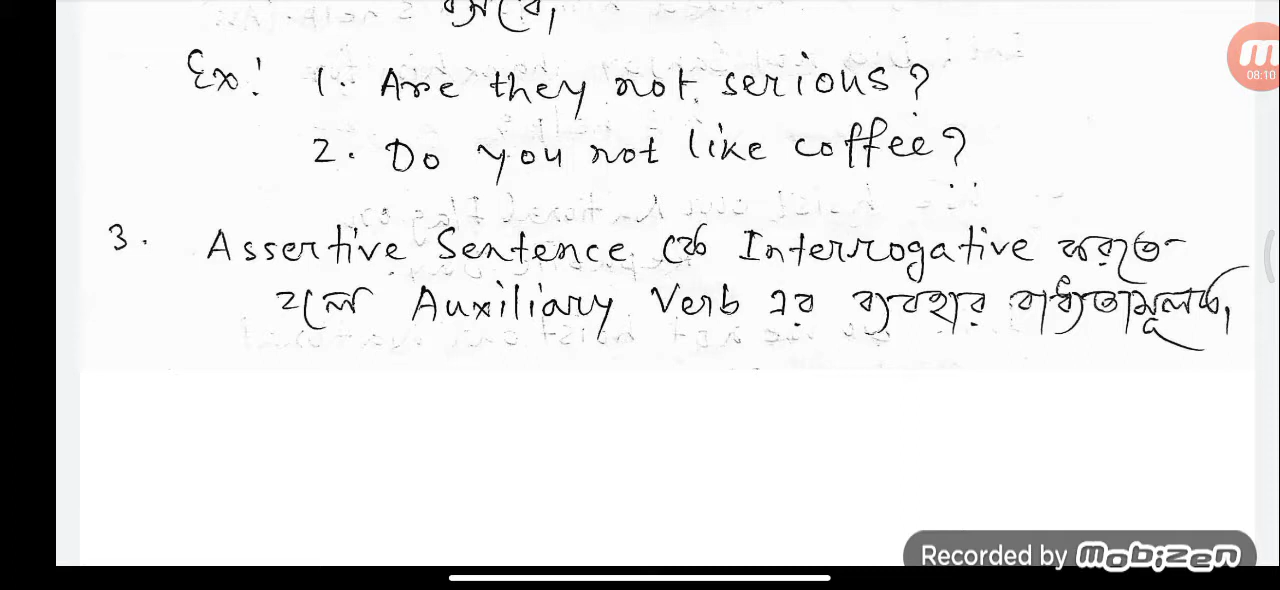 বসবে।
Ex: 1. Are they not serious?
2. Do you not like coffee?
3. Assertive Sentence কে Interrogative করতে
হলে Auxiliary Verb এর ব্যবহার বাধ্যতামূলক।
08:10
Recorded by mobizen